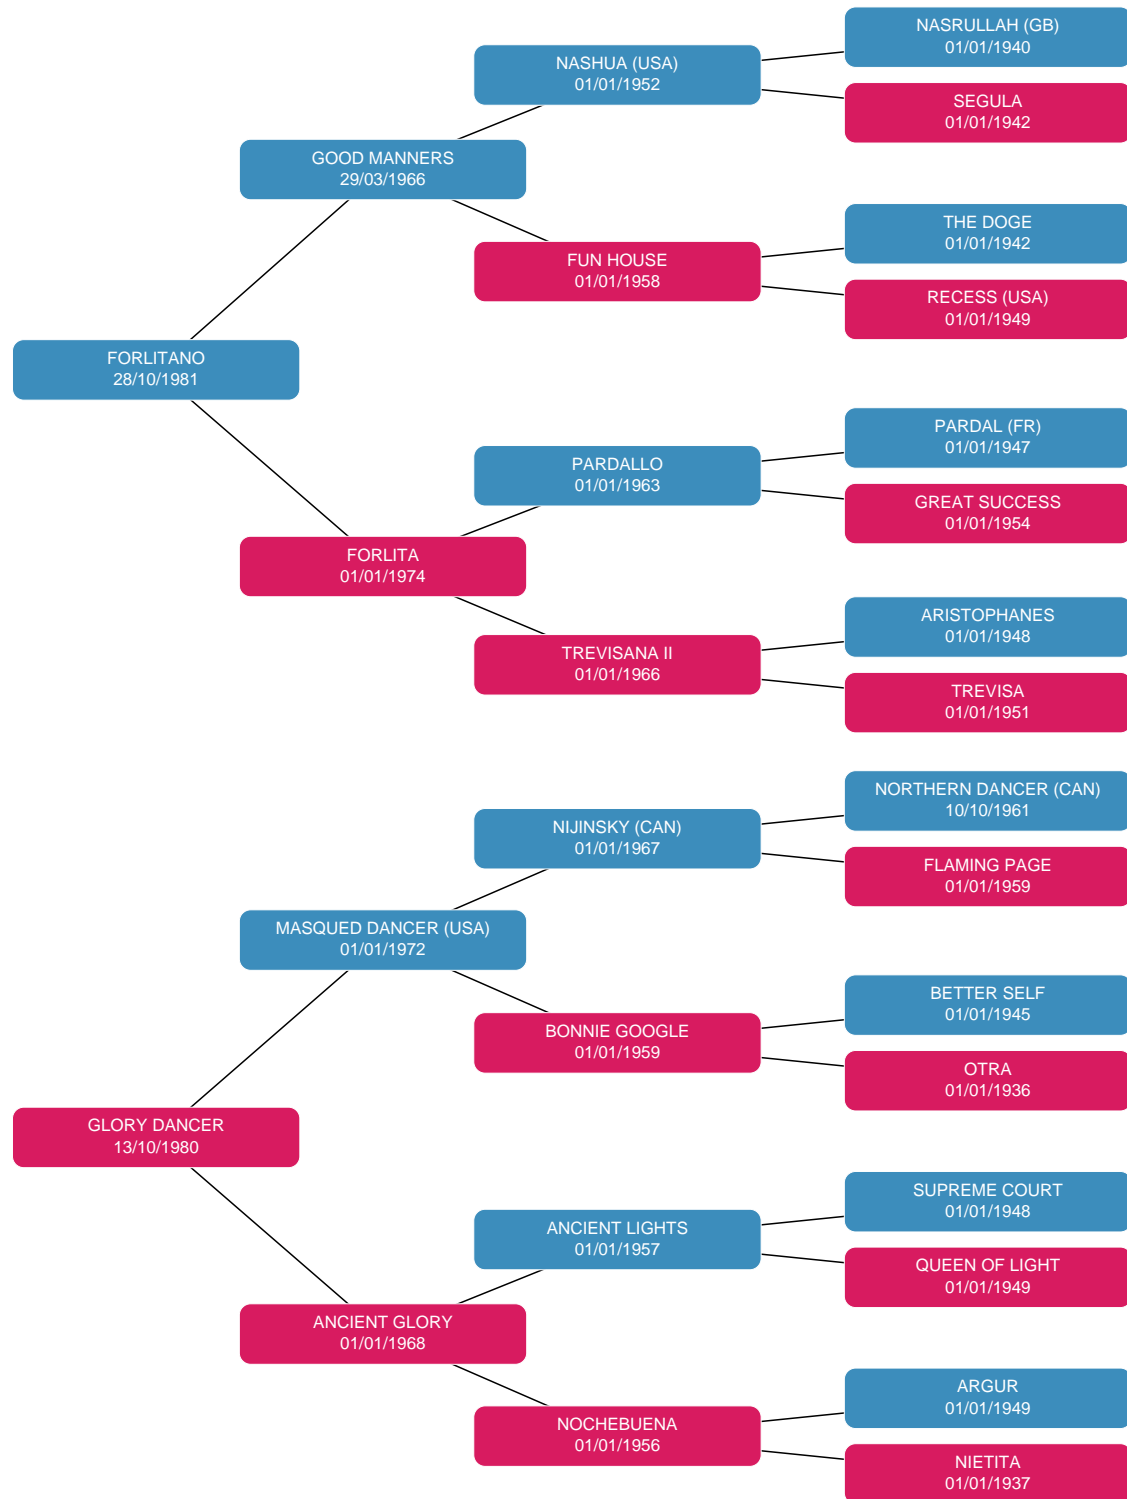 NASRULLAH (GB)
01/01/1940
NASHUA (USA)
01/01/1952
SEGULA
01/01/1942
GOOD MANNERS
29/03/1966
THE DOGE
01/01/1942
FUN HOUSE
01/01/1958
RECESS (USA)
01/01/1949
FORLITANO
28/10/1981
PARDAL (FR)
01/01/1947
PARDALLO
01/01/1963
GREAT SUCCESS
01/01/1954
FORLITA
01/01/1974
ARISTOPHANES
01/01/1948
TREVISANA II
01/01/1966
TREVISA
01/01/1951
NORTHERN DANCER (CAN)
10/10/1961
NIJINSKY (CAN)
01/01/1967
FLAMING PAGE
01/01/1959
MASQUED DANCER (USA)
01/01/1972
BETTER SELF
01/01/1945
BONNIE GOOGLE
01/01/1959
OTRA
01/01/1936
GLORY DANCER
13/10/1980
SUPREME COURT
01/01/1948
ANCIENT LIGHTS
01/01/1957
QUEEN OF LIGHT
01/01/1949
ANCIENT GLORY
01/01/1968
ARGUR
01/01/1949
NOCHEBUENA
01/01/1956
NIETITA
01/01/1937